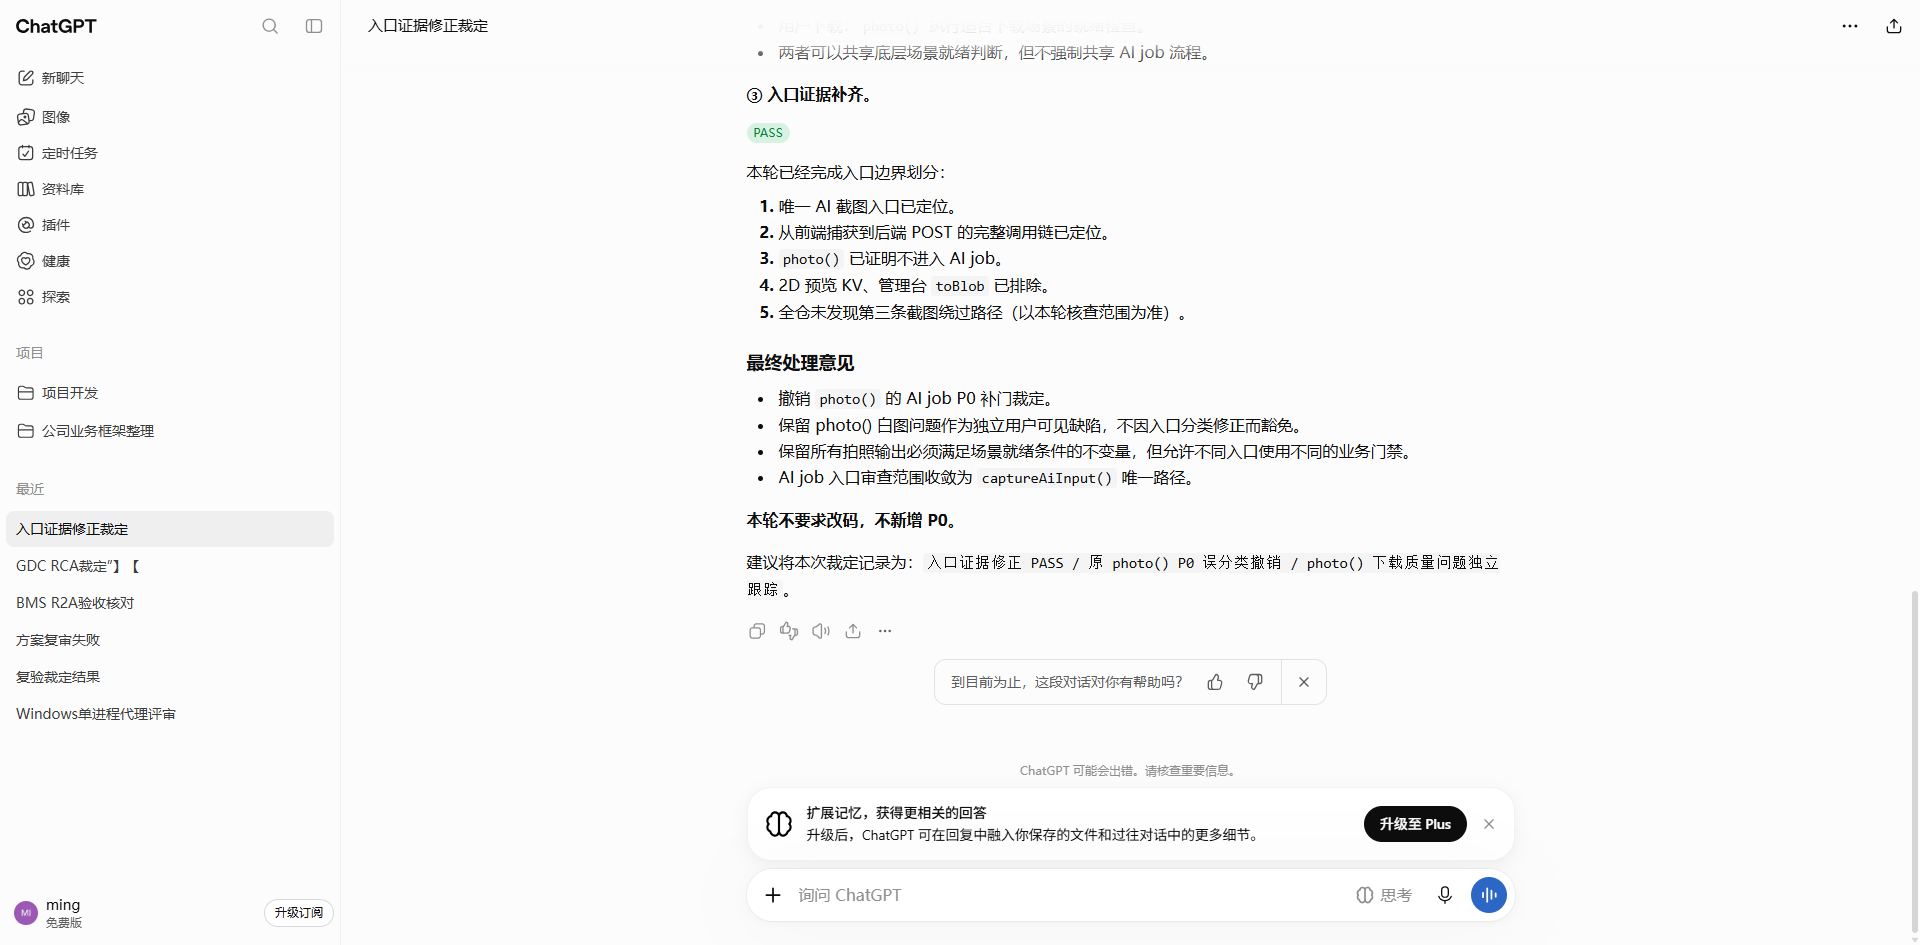 ChatGPT
新聊天
图像
定时任务
资料库
插件
健康
探索
项目
项目开发
公司业务框架整理
最近
入口证据修正裁定
GDC RCA裁定”】【
BMS R2A验收核对
方案复审失败
复验裁定结果
Windows单进程代理评审
MI
ming
免费版
升级订阅
入口证据修正裁定
两者可以共享底层场景就绪判断，但不强制共享 AI job 流程。
③ 入口证据补齐。
PASS
本轮已经完成入口边界划分：
1. 唯一 AI 截图入口已定位。
2. 从前端捕获到后端 POST 的完整调用链已定位。
3. photo() 已证明不进入 AI job。
4. 2D 预览 KV、管理台 toBlob 已排除。
5. 全仓未发现第三条截图绕过路径（以本轮核查范围为准）。
最终处理意见
撤销 photo() 的 AI job P0 补门裁定。
保留 photo() 白图问题作为独立用户可见缺陷，不因入口分类修正而豁免。
保留所有拍照输出必须满足场景就绪条件的不变量，但允许不同入口使用不同的业务门禁。
AI job 入口审查范围收敛为 captureAiInput() 唯一路径。
本轮不要求改码，不新增 P0。
建议将本次裁定记录为： 入口证据修正 PASS / 原 photo() P0 误分类撤销 / photo() 下载质量问题独立
跟踪 。
到目前为止，这段对话对你有帮助吗？
ChatGPT 可能会出错。请核查重要信息。
扩展记忆，获得更相关的回答
升级后，ChatGPT 可在回复中融入你保存的文件和过往对话中的更多细节。
升级至 Plus
询问 ChatGPT
思考